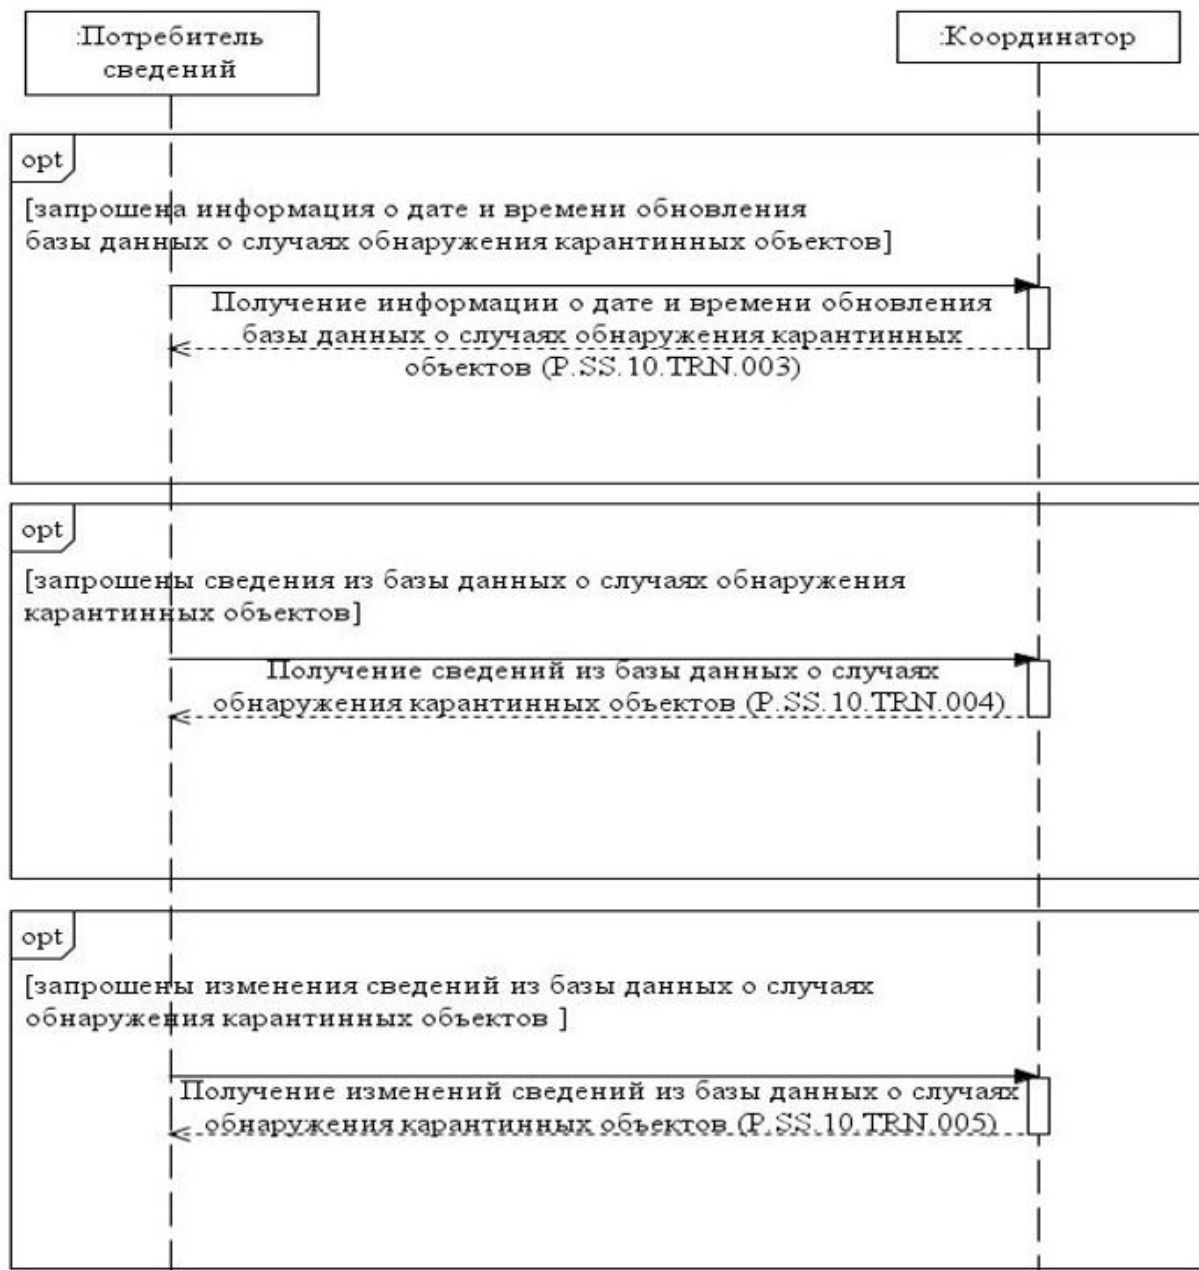 :Потребитель
сведений
:Координатор
opt
[запрошена информация о дате и времени обновления
базы данных о случаях обнаружения карантинных объектов]
Получение информации о дате и времени обновления
базы данных о случаях обнаружения карантинных
объектов (P.SS.10.TRN.003)
opt
[запрошены сведения из базы данных о случаях обнаружения
карантинных объектов]
Получение сведений из базы данных о случаях
обнаружения карантинных объектов (P.SS.10.TRN.004)
opt
[запрошены изменения сведений из базы данных о случаях
обнаружения карантинных объектов ]
Получение изменений сведений из базы данных о случаях
обнаружения карантинных объектов (P.SS.10.TRN.005)